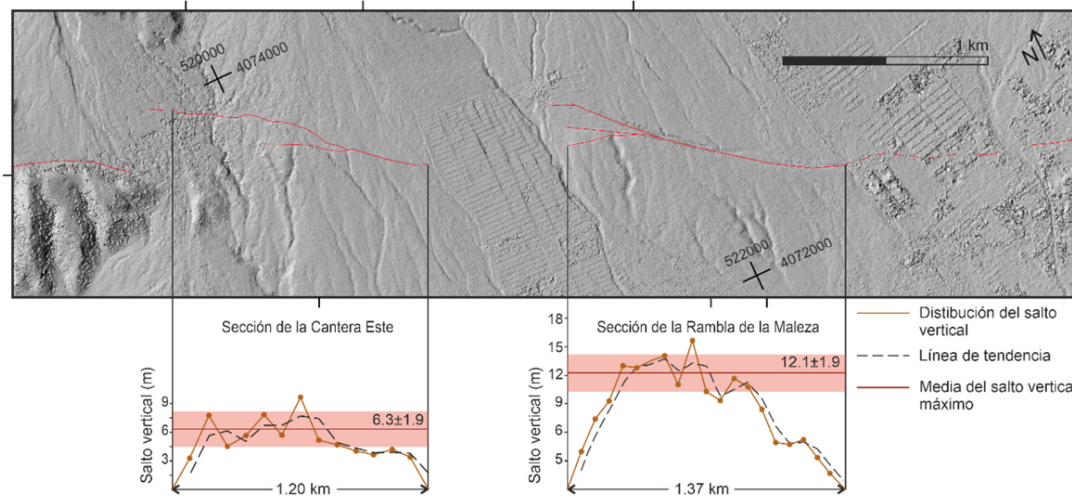 520000
4074000
1 km
N
522000
4072000
Sección de la Cantera Este
Salto vertical (m)
9
6
3
6.3±1.9
1.20 km
Sección de la Rambla de la Maleza
Salto vertical (m)
18
15
12
9
5
12.1±1.9
1.37 km
Distibución del salto
vertical
Línea de tendencia
Media del salto vertica
máximo